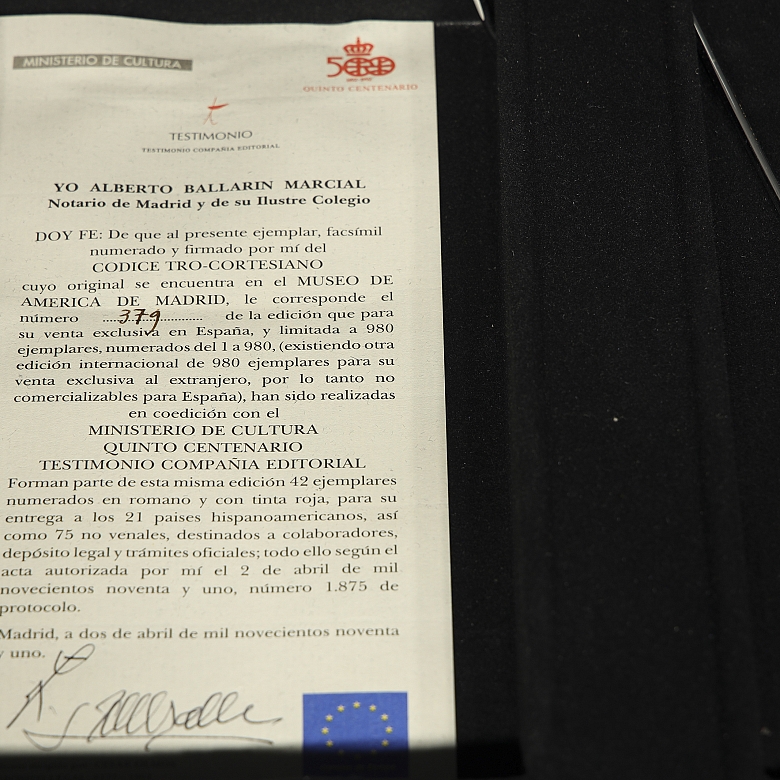 MINISTERIO DE CULTURA
500
QUINTO CENTENARIO
TESTIMONIO
TESTIMONIO COMPAÑIA EDITORIAL
YO ALBERTO BALLARIN MARCIAL
Notario de Madrid y de su Ilustre Colegio
DOY FE: De que al presente ejemplar, facsímil
numerado y firmado por mí del
CODICE TRO-CORTESIANO
cuyo original se encuentra en el MUSEO DE
AMERICA DE MADRID, le corresponde el
número 379 de la edición que para
su venta exclusiva en España, y limitada a 980
ejemplares, numerados del 1 a 980, (existiendo otra
edición internacional de 980 ejemplares para su
venta exclusiva al extranjero, por lo tanto no
comercializables para España), han sido realizadas
en coedición con el
MINISTERIO DE CULTURA
QUINTO CENTENARIO
TESTIMONIO COMPAÑIA EDITORIAL
Forman parte de esta misma edición 42 ejemplares
numerados en romano y con tinta roja, para su
entrega a los 21 paises hispanoamericanos, así
como 75 no venales, destinados a colaboradores,
depósito legal y trámites oficiales; todo ello según el
acta autorizada por mí el 2 de abril de mil
novecientos noventa y uno, número 1.875 de
protocolo.
Madrid, a dos de abril de mil novecientos noventa
y uno.